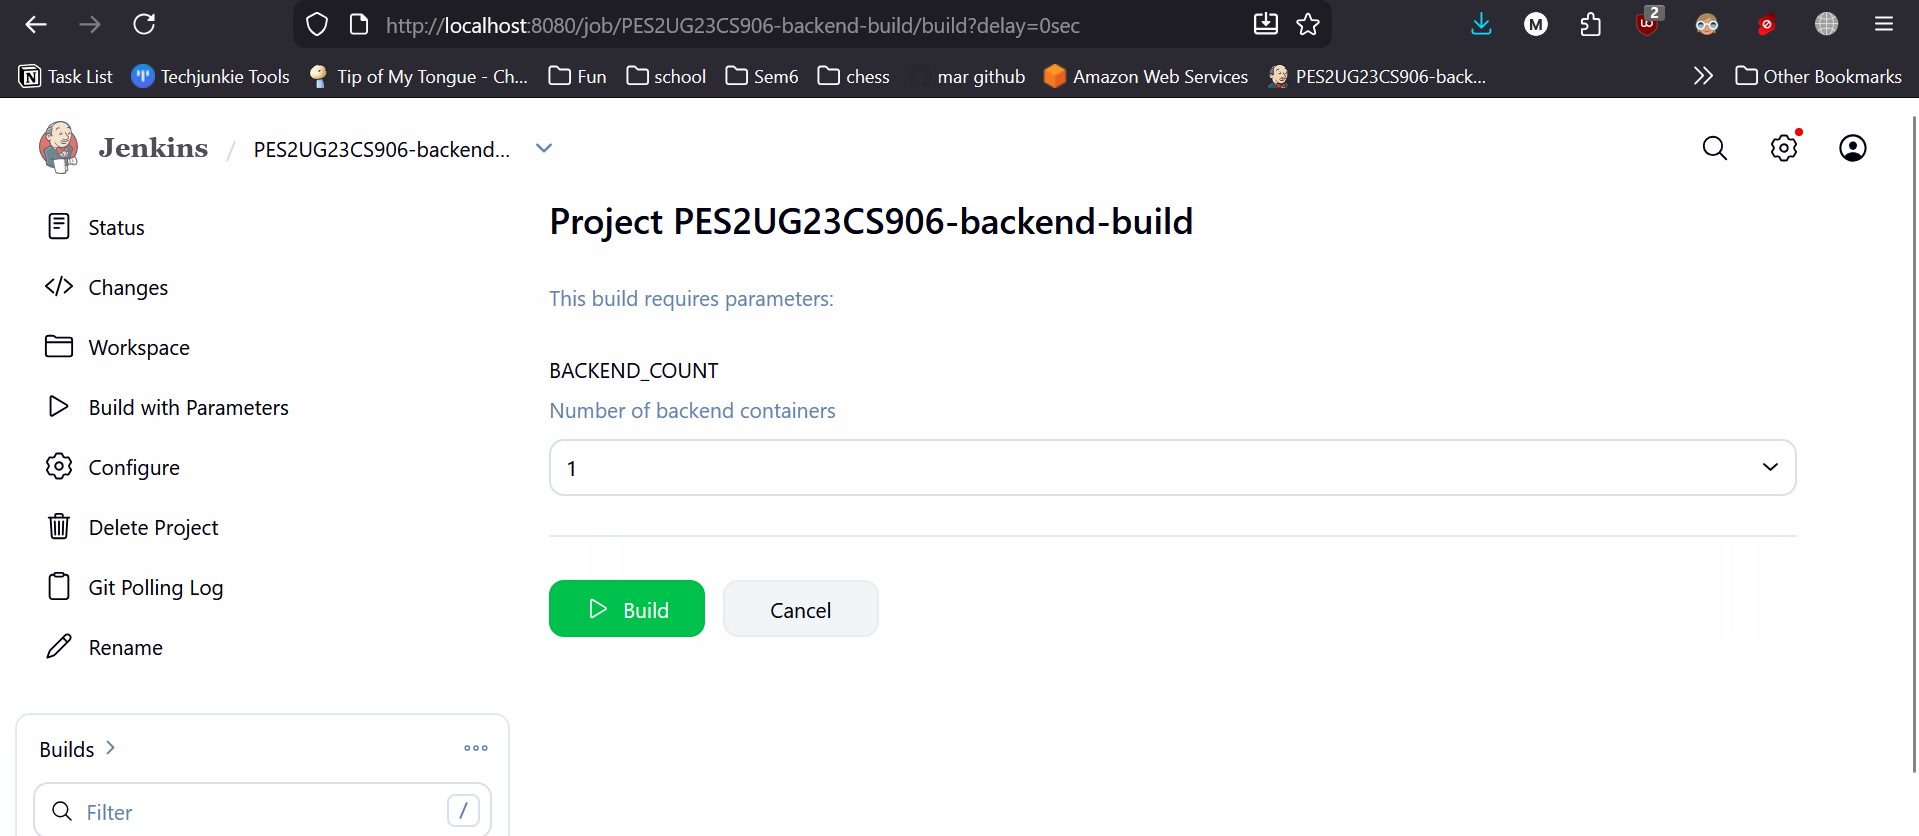 http://localhost:8080/job/PES2UG23CS906-backend-build/build?delay=0sec
M
2
Task List
Techjunkie Tools
Tip of My Tongue - Ch...
Fun
school
Sem6
chess
mar github
Amazon Web Services
PES2UG23CS906-back...
Other Bookmarks
Jenkins / PES2UG23CS906-backend...
Status
Changes
Workspace
Build with Parameters
Configure
Delete Project
Git Polling Log
Rename
Builds
Filter
/
Project PES2UG23CS906-backend-build
This build requires parameters:
BACKEND_COUNT
Number of backend containers
1
Build
Cancel